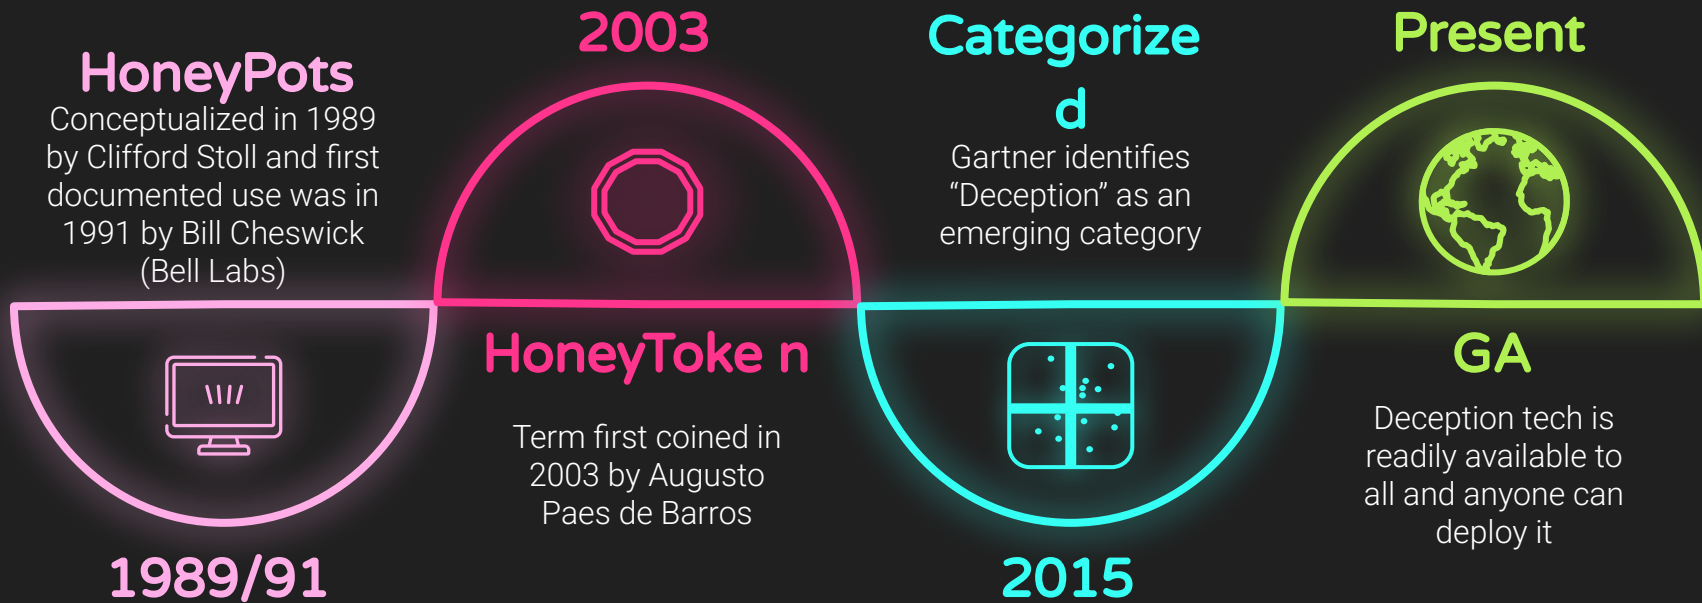 HoneyPots
Conceptualized in 1989
by Clifford Stoll and first
documented use was in
1991 by Bill Cheswick
(Bell Labs)
1989/91
2003
HoneyToke n
Term first coined in
2003 by Augusto
Paes de Barros
Categorize
d
Gartner identifies
“Deception” as an
emerging category
2015
Present
GA
Deception tech is
readily available to
all and anyone can
deploy it